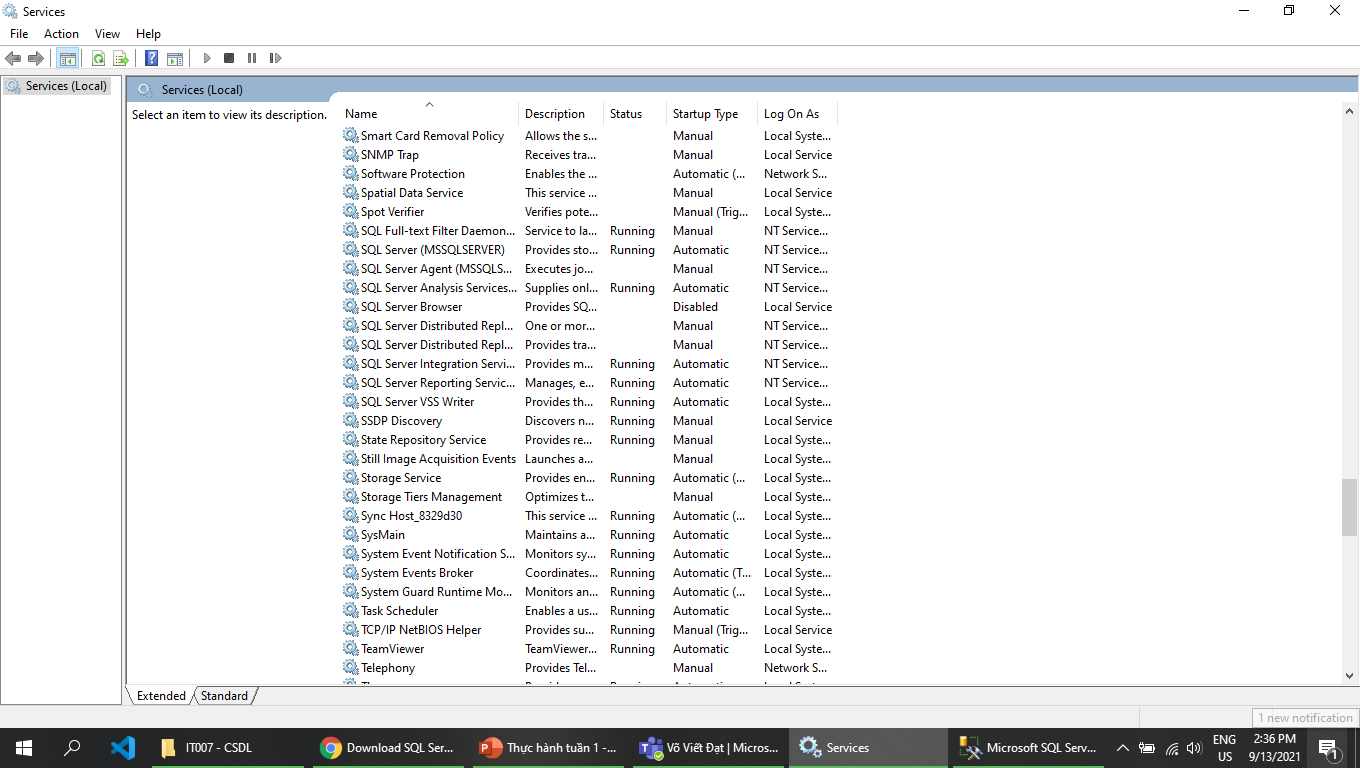 Services
File Action View Help
Services (Local)
Services (Local)
Select an item to view its description.
Name Description Status Startup Type Log On As
Smart Card Removal Policy Allows the s... Manual Local Syste...
SNMP Trap Receives tra... Manual Local Service
Software Protection Enables the ... Automatic (... Network S...
Spatial Data Service This service ... Manual Local Service
Spot Verifier Verifies pote... Manual (Trig... Local Syste...
SQL Full-text Filter Daemon... Service to la... Running Manual NT Service...
SQL Server (MSSQLSERVER) Provides sto... Running Automatic NT Service...
SQL Server Agent (MSSQLS... Executes jo... Manual NT Service...
SQL Server Analysis Services... Supplies onl... Running Automatic NT Service...
SQL Server Browser Provides SQ... Disabled Local Service
SQL Server Distributed Repl... One or mor... Manual NT Service...
SQL Server Distributed Repl... Provides tra... Manual NT Service...
SQL Server Integration Servi... Provides m... Running Automatic NT Service...
SQL Server Reporting Servic... Manages, e... Running Automatic NT Service...
SQL Server VSS Writer Provides th... Running Automatic Local Syste...
SSDP Discovery Discovers n... Running Manual Local Service
State Repository Service Provides re... Running Manual Local Syste...
Still Image Acquisition Events Launches a... Manual Local Syste...
Storage Service Provides en... Running Automatic (... Local Syste...
Storage Tiers Management Optimizes t... Manual Local Syste...
Sync Host_8329d30 This service ... Running Automatic (... Local Syste...
SysMain Maintains a... Running Automatic Local Syste...
System Event Notification S... Monitors sy... Running Automatic Local Syste...
System Events Broker Coordinates... Running Automatic (T... Local Syste...
System Guard Runtime Mo... Monitors an... Running Automatic (... Local Syste...
Task Scheduler Enables a us... Running Automatic Local Syste...
TCP/IP NetBIOS Helper Provides su... Running Manual (Trig... Local Service
TeamViewer TeamViewer... Running Automatic Local Syste...
Telephony Provides Tel... Manual Network S...
Extended Standard
1 new notification
IT007 - CSDL Download SQL Ser... Thực hành tuần 1 -... Võ Viết Đạt | Micros... Services Microsoft SQL Serv... ENG 2:36 PM
US 9/13/2021 1